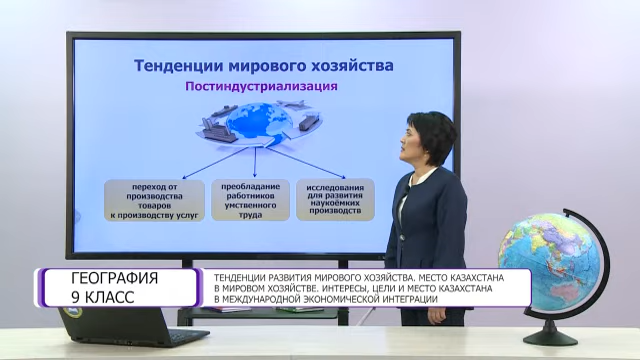 Тенденции мирового хозяйства
Постиндустриализация
переход от
производства
товаров
к производству услуг
преобладание
работников
умственного
труда
исследования
для развития
наукоёмких
производств
ГЕОГРАФИЯ
9 КЛАСС
ТЕНДЕНЦИИ РАЗВИТИЯ МИРОВОГО ХОЗЯЙСТВА. МЕСТО КАЗАХСТАНА
В МИРОВОМ ХОЗЯЙСТВЕ. ИНТЕРЕСЫ, ЦЕЛИ И МЕСТО КАЗАХСТАНА
В МЕЖДУНАРОДНОЙ ЭКОНОМИЧЕСКОЙ ИНТЕГРАЦИИ